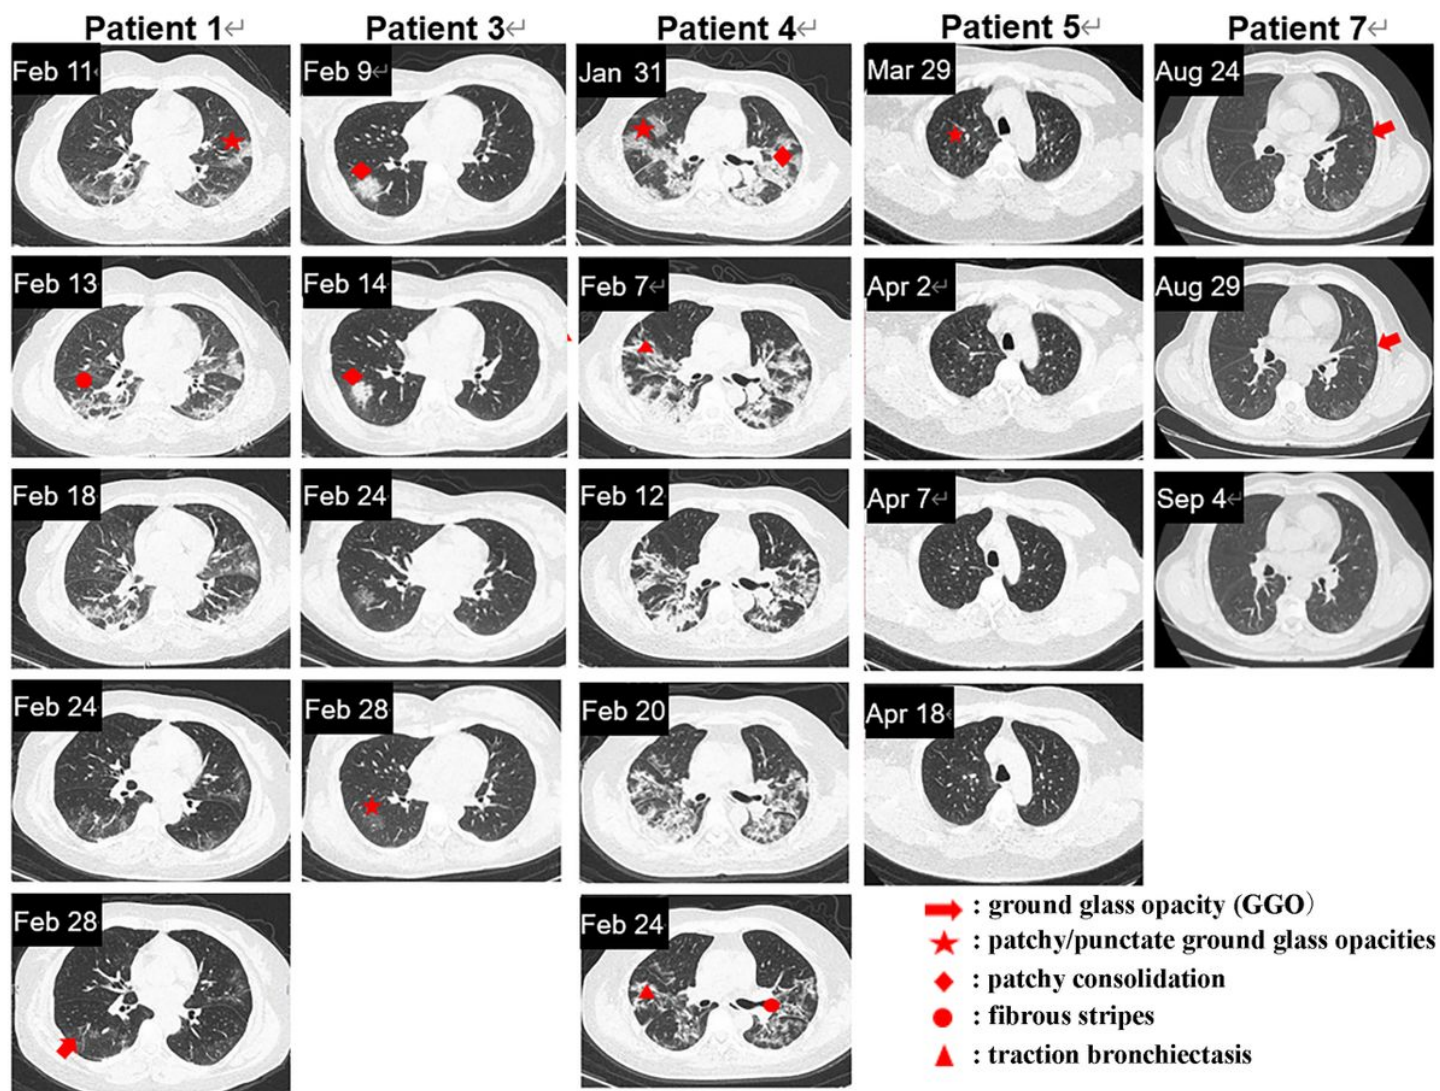 Patient 1↵ Patient 3↵ Patient 4↵ Patient 5↵ Patient 7↵
Feb 11 Feb 9↵ Jan 31 Mar 29 Aug 24
Feb 13 Feb 14 Feb 7↵ Apr 2↵ Aug 29
Feb 18 Feb 24 Feb 12 Apr 7↵ Sep 4↵
Feb 24 Feb 28 Feb 20 Apr 18
Feb 28 Feb 24
: ground glass opacity (GGO）
: patchy/punctate ground glass opacities
: patchy consolidation
: fibrous stripes
: traction bronchiectasis